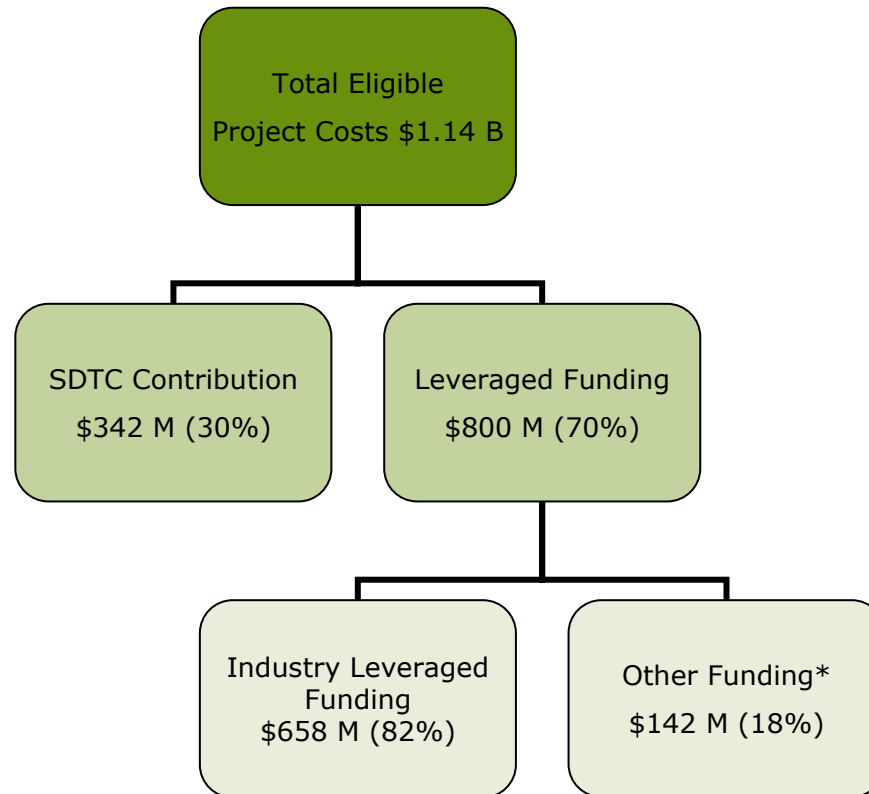 Total Eligible
Project Costs $1.14 B
SDTC Contribution
$342 M (30%)
Leveraged Funding
$800 M (70%)
Industry Leveraged
Funding
$658 M (82%)
Other Funding*
$142 M (18%)